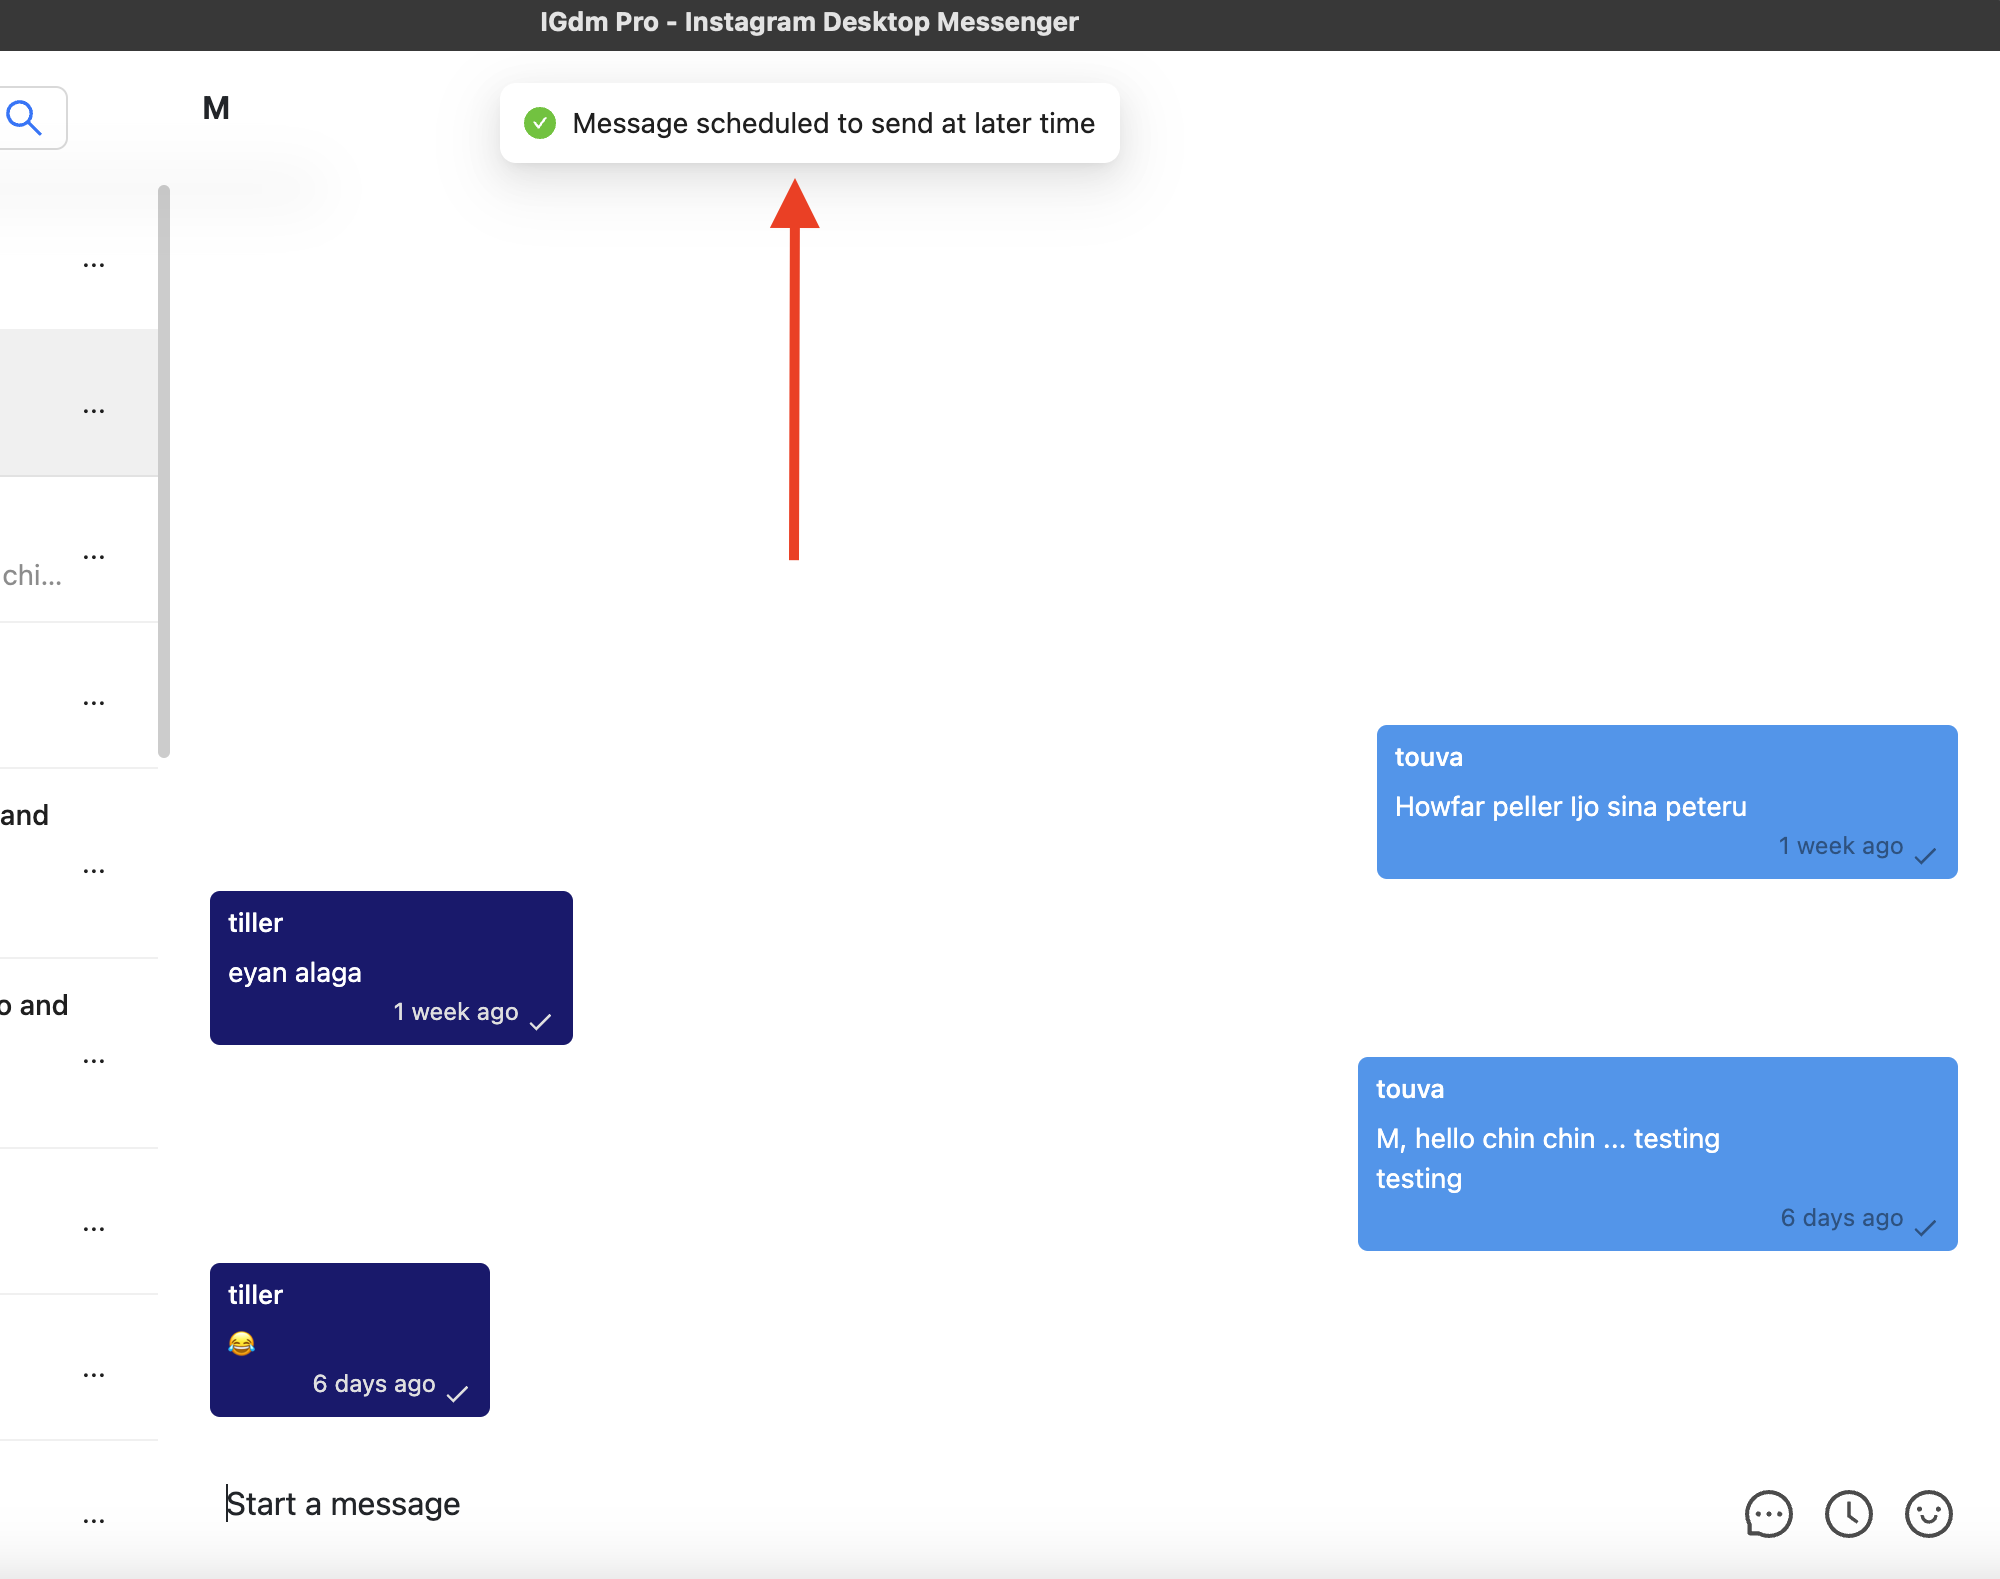 IGdm Pro - Instagram Desktop Messenger
M
Message scheduled to send at later time
...
...
...
chi...
...
and
...
o and
...
...
...
...
touva
Howfar peller Ijo sina peteru
1 week ago
tiller
eyan alaga
1 week ago
touva
M, hello chin chin ... testing
testing
6 days ago
tiller
😂
6 days ago
Start a message